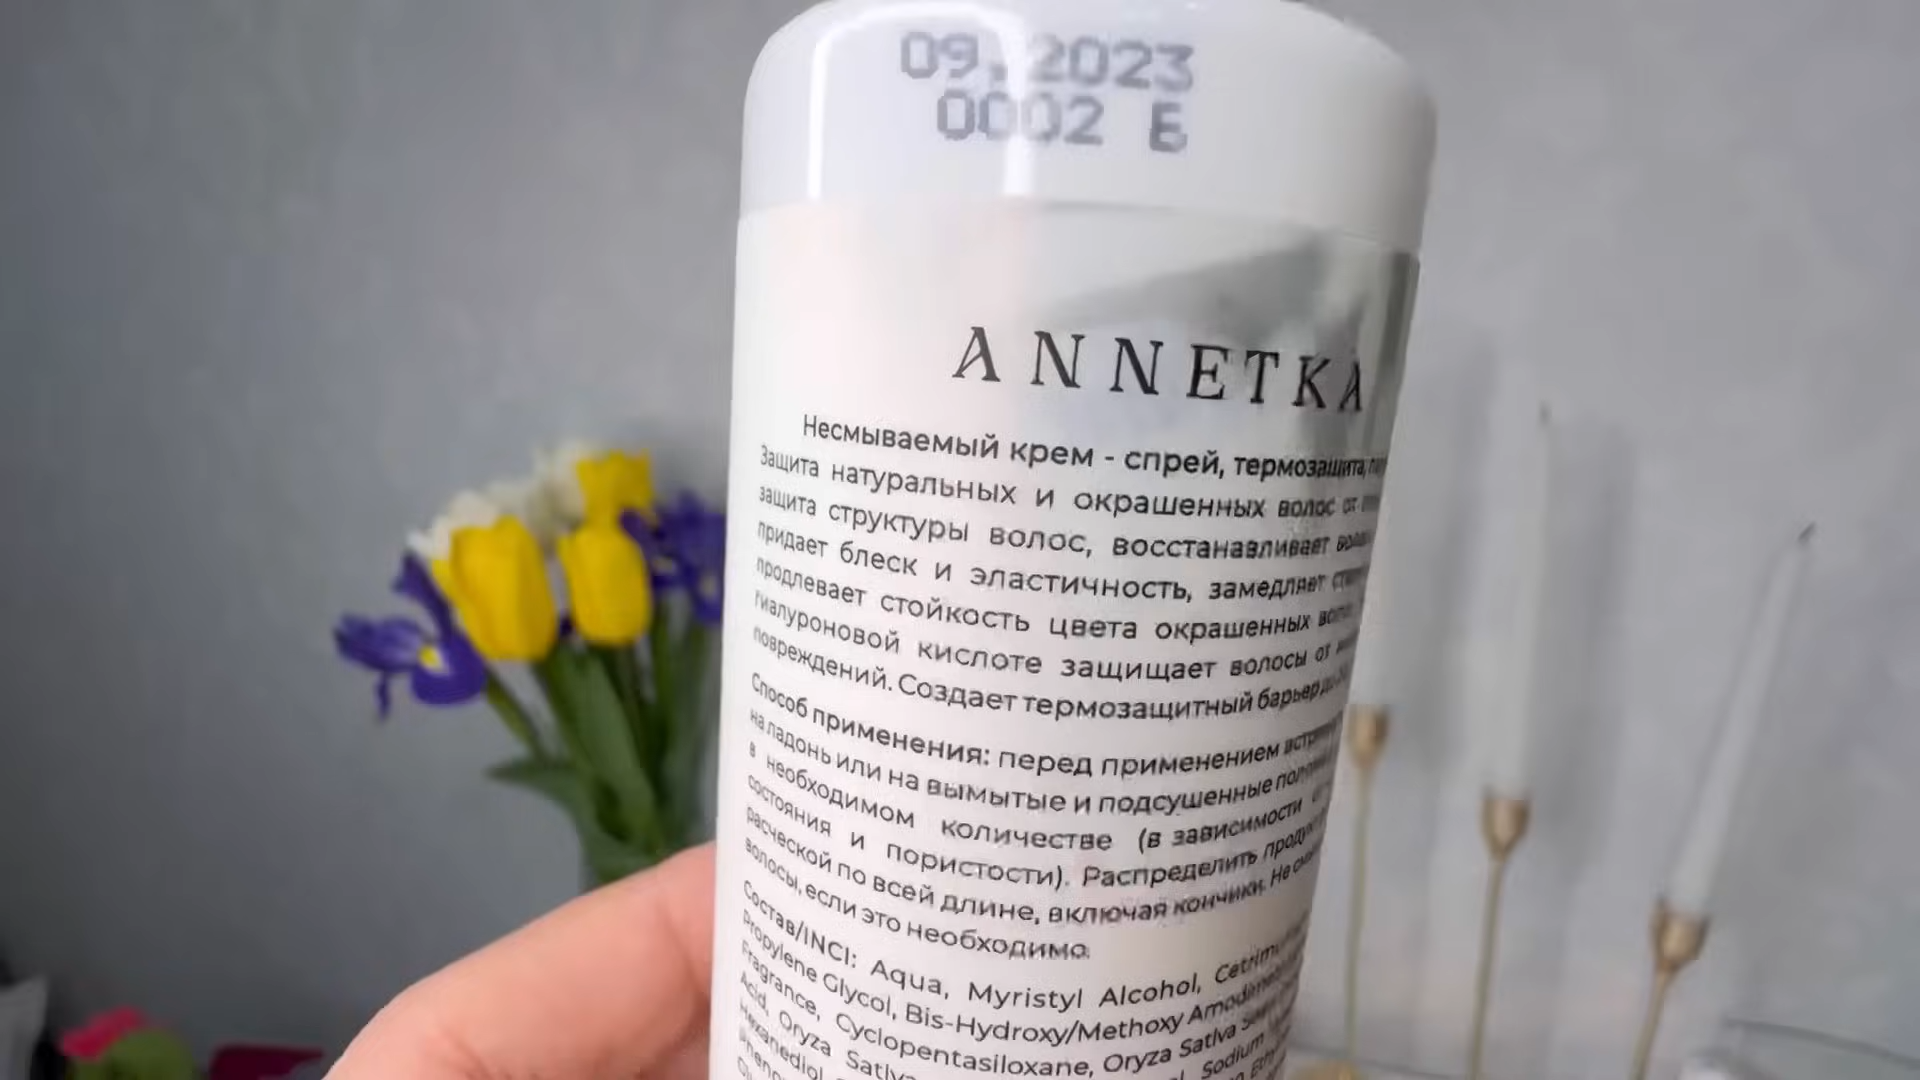 09.2023
0002 Б
ANNETKA
Несмываемый крем - спрей, термозащита,
Защита натуральных и окрашенных волос от
защита структуры волос, восстанавливает
придает блеск и эластичность, замедляет
продлевает стойкость цвета окрашенных
гиалуроновой кислоте защищает волосы от
повреждений. Создает термозащитный барьер
Способ применения: перед применением
на ладонь или на вымытые и подсушенные
в необходимом количестве (в зависимости
состояния и пористости). Распределить
расческой по всей длине, включая кончики. Не
волосы, если это необходимо.
Состав/INCI: Aqua, Myristyl Alcohol,
Propylene Glycol, Bis-Hydroxy/Methoxy
Fragrance, Cyclopentasiloxane, Oryza Sativa
Acid, Oryza Sativa Sodium
Hexanediol